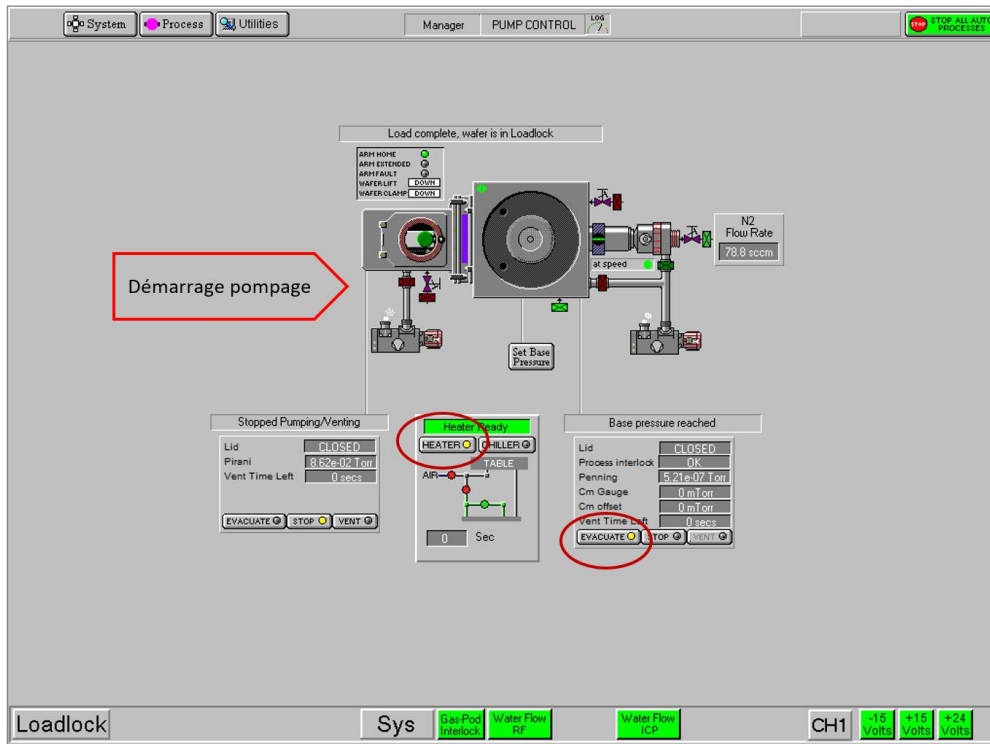 System Process Utilities Manager PUMP CONTROL LOG STOP STOP ALL AUTO
PROCESSES
Load complete, wafer is in Loadlock
ARM HOME
ARM EXTENDED
ARM FAULT
WAFER LIFT DOWN
WAFER CLAMP DOWN
N2
Flow Rate
78.8 sccm
at speed
Démarrage pompage
Set Base
Pressure
Stopped Pumping/Venting
Lid CLOSED
Pirani 8.62e-02 Torr
Vent Time Left 0 secs
EVACUATE STOP VENT
Heater Ready
HEATER CHILLER
TABLE
AIR
0 Sec
Base pressure reached
Lid CLOSED
Process interlock OK
Penning 5.21e-07 Torr
Cm Gauge 0 mTorr
Cm offset 0 mTorr
Vent Time Left 0 secs
EVACUATE STOP VENT
Loadlock Sys Gas-Pod
Interlock
Water Flow
RF
Water Flow
ICP
CH1
-15
Volts
+15
Volts
+24
Volts